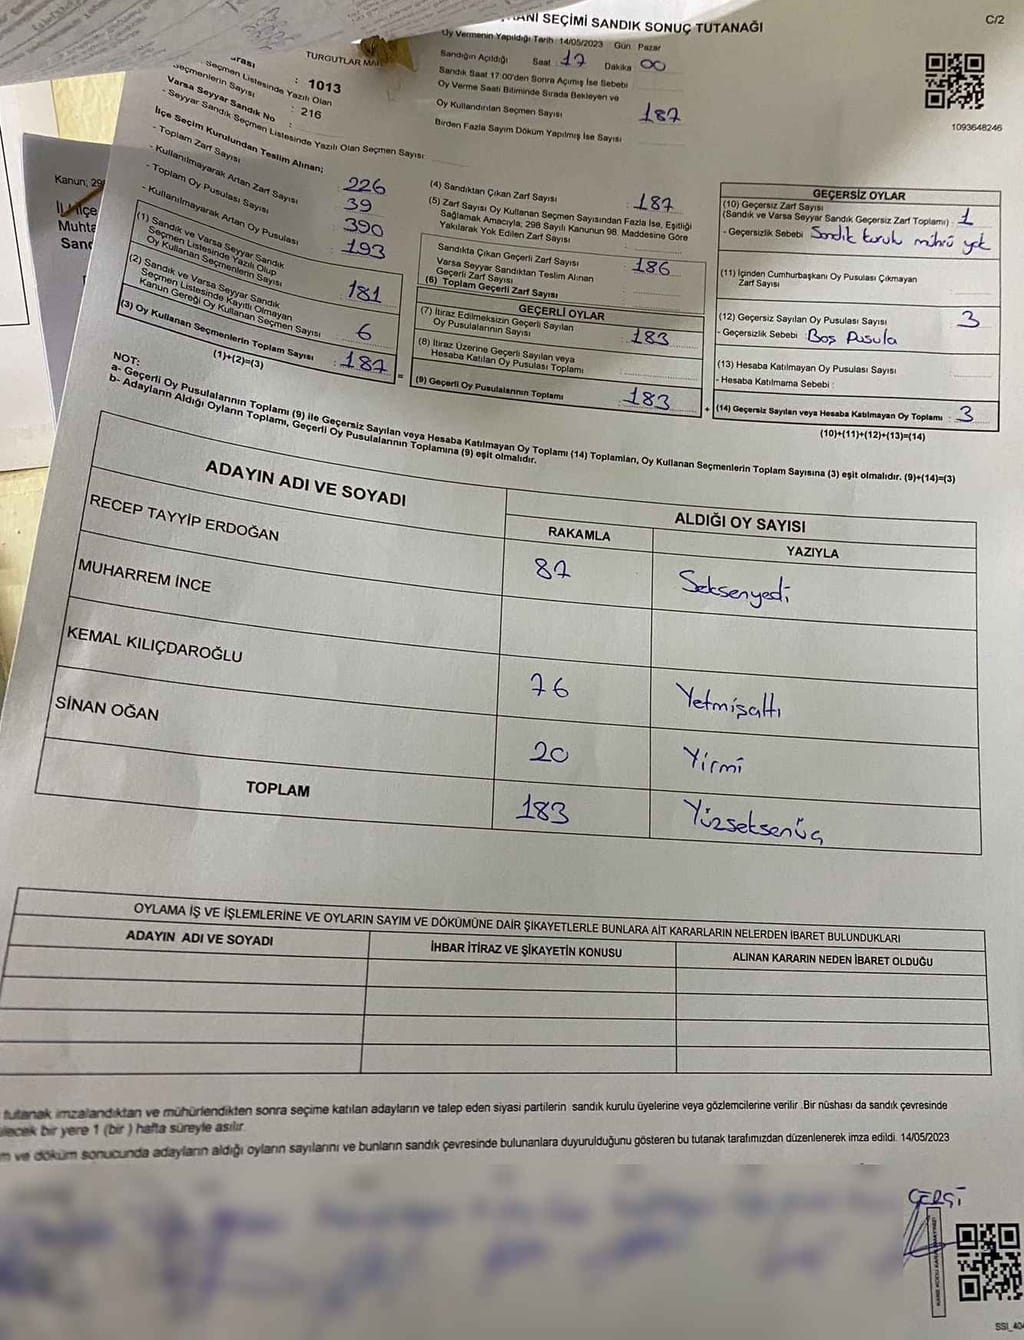 ANI SEÇİMİ SANDIK SONUÇ TUTANAĞI
C/2
Oy Vermenin Yapıldığı Tarih : 14/05/2023 Gün : Pazar
Sandığın Açıldığı Saat : 17 Dakika 00
Sandık Saat 17:00'den Sonra Açımış İse Sebebi
Oy Verme Saati Bitiminde Sırada Bekleyen ve
Oy Kullandırılan Seçmen Sayısı : 187
Birden Fazla Sayım Döküm Yapılmış İse Sayısı
1093648246
TURGUTLAR MAH
: 1013
Seçmen Listesinde Yazılı Olan
Seçmenlerin Sayısı : 216
Varsa Seyyar Sandık No :
- Seyyar Sandık Seçmen Listesinde Yazılı Olan Seçmen Sayısı
İlçe Seçim Kurulundan Teslim Alınan;
- Toplam Zarf Sayısı : 226
- Kullanılmayarak Artan Zarf Sayısı : 39
- Toplam Oy Pusulası Sayısı : 390
- Kullanılmayarak Artan Oy Pusulası : 193
(1) Sandık ve Varsa Seyyar Sandık
Seçmen Listesinde Yazılı Olup
Oy Kullanan Seçmenlerin Sayısı : 181
(2) Sandık ve Varsa Seyyar Sandık
Seçmen Listesinde Kayıtlı Olmayan
Kanun Gereği Oy Kullanan Seçmen Sayısı : 6
(3) Oy Kullanan Seçmenlerin Toplam Sayısı : 187 =
(1)+(2)=(3)
(4) Sandıktan Çıkan Zarf Sayısı : 187
(5) Zarf Sayısı Oy Kullanan Seçmen Sayısından Fazla İse, Eşitliği
Sağlamak Amacıyla; 298 Sayılı Kanunun 98. Maddesine Göre
Yakılarak Yok Edilen Zarf Sayısı
Sandıkta Çıkan Geçerli Zarf Sayısı : 186
Varsa Seyyar Sandıktan Teslim Alınan
Geçerli Zarf Sayısı
(6) Toplam Geçerli Zarf Sayısı
GEÇERLİ OYLAR
(7) İtiraz Edilmeksizin Geçerli Sayılan
Oy Pusulalarının Sayısı : 183
(8) İtiraz Üzerine Geçerli Sayılan veya
Hesaba Katılan Oy Pusulası Toplamı
(9) Geçerli Oy Pusulalarının Toplamı : 183 +
GEÇERSİZ OYLAR
(10) Geçersiz Zarf Sayısı
(Sandık ve Varsa Seyyar Sandık Geçersiz Zarf Toplamı) : 1
- Geçersizlik Sebebi : Sandık kurulu mührü yok
(11) İçinden Cumhurbaşkanı Oy Pusulası Çıkmayan
Zarf Sayısı
(12) Geçersiz Sayılan Oy Pusulası Sayısı : 3
- Geçersizlik Sebebi : Boş Pusula
(13) Hesaba Katılmayan Oy Pusulası Sayısı
- Hesaba Katılmama Sebebi :
(14) Geçersiz Sayılan veya Hesaba Katılmayan Oy Toplamı : 3
(10)+(11)+(12)+(13)=(14)
NOT:
a- Geçerli Oy Pusulalarının Toplamı (9) ile Geçersiz Sayılan veya Hesaba Katılmayan Oy Toplamı (14) Toplamları, Oy Kullanan Seçmenlerin Toplam Sayısına (3) eşit olmalıdır. (9)+(14)=(3)
b- Adayların Aldığı Oyların Toplamı, Geçerli Oy Pusulalarının Toplamına (9) eşit olmalıdır.
ADAYIN ADI VE SOYADI
ALDIĞI OY SAYISI
RAKAMLA
YAZIYLA
RECEP TAYYİP ERDOĞAN 87 Seksenyedi
MUHARREM İNCE
KEMAL KILIÇDAROĞLU 76 Yetmişaltı
SİNAN OĞAN 20 Yirmi
TOPLAM 183 Yüzseksenüç
OYLAMA İŞ VE İŞLEMLERİNE VE OYLARIN SAYIM VE DÖKÜMÜNE DAİR ŞİKAYETLERLE BUNLARA AİT KARARLARIN NELERDEN İBARET BULUNDUKLARI
ADAYIN ADI VE SOYADI
İHBAR İTİRAZ VE ŞİKAYETİN KONUSU
ALINAN KARARIN NEDEN İBARET OLDUĞU
tutanak imzalandıktan ve mühürlendikten sonra seçime katılan adayların ve talep eden siyasi partilerin sandık kurulu üyelerine veya gözlemcilerine verilir .Bir nüshası da sandık çevresinde
ilecek bir yere 1 (bir ) hafta süreyle asılır.
m ve döküm sonucunda adayların aldığı oyların sayılarını ve bunların sandık çevresinde bulunanlara duyurulduğunu gösteren bu tutanak tarafımızdan düzenlenerek imza edildi. 14/05/2023